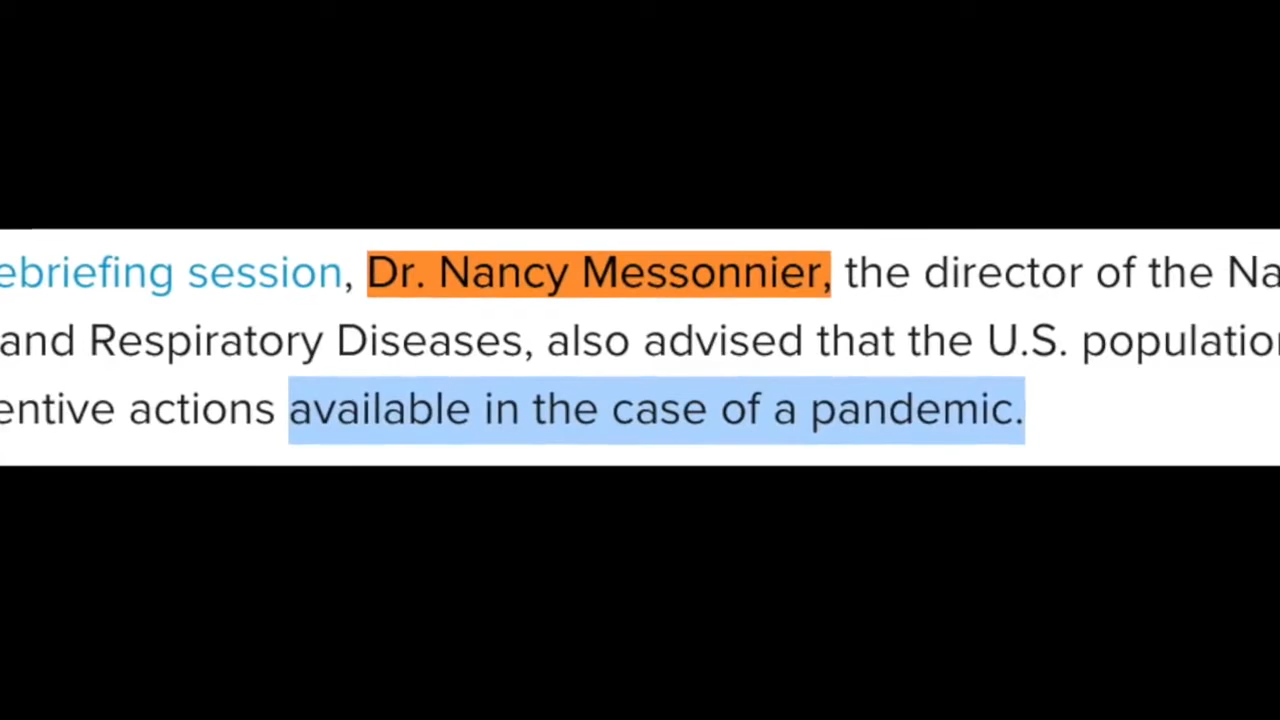 ebriefing session, Dr. Nancy Messonnier, the director of the Na
and Respiratory Diseases, also advised that the U.S. populatio
entive actions available in the case of a pandemic.